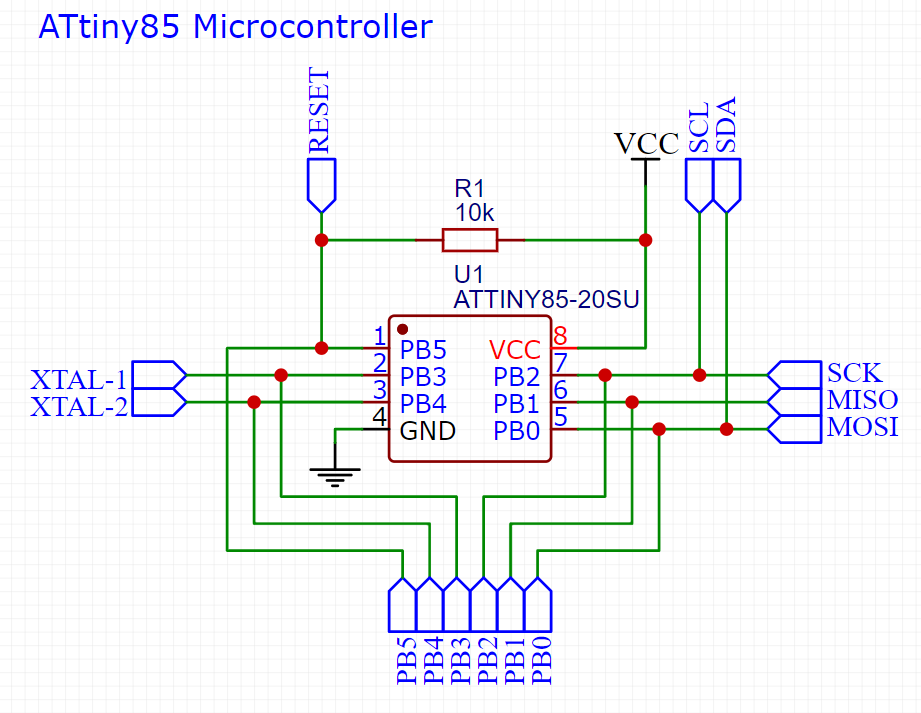 ATtiny85 Microcontroller
RESET
VCC
SCL
SDA
R1
10k
U1
ATTINY85-20SU
1
PB5
VCC
8
2
PB3
PB2
7
3
PB4
PB1
6
4
GND
PB0
5
XTAL-1
XTAL-2
SCK
MISO
MOSI
PB5
PB4
PB3
PB2
PB1
PB0